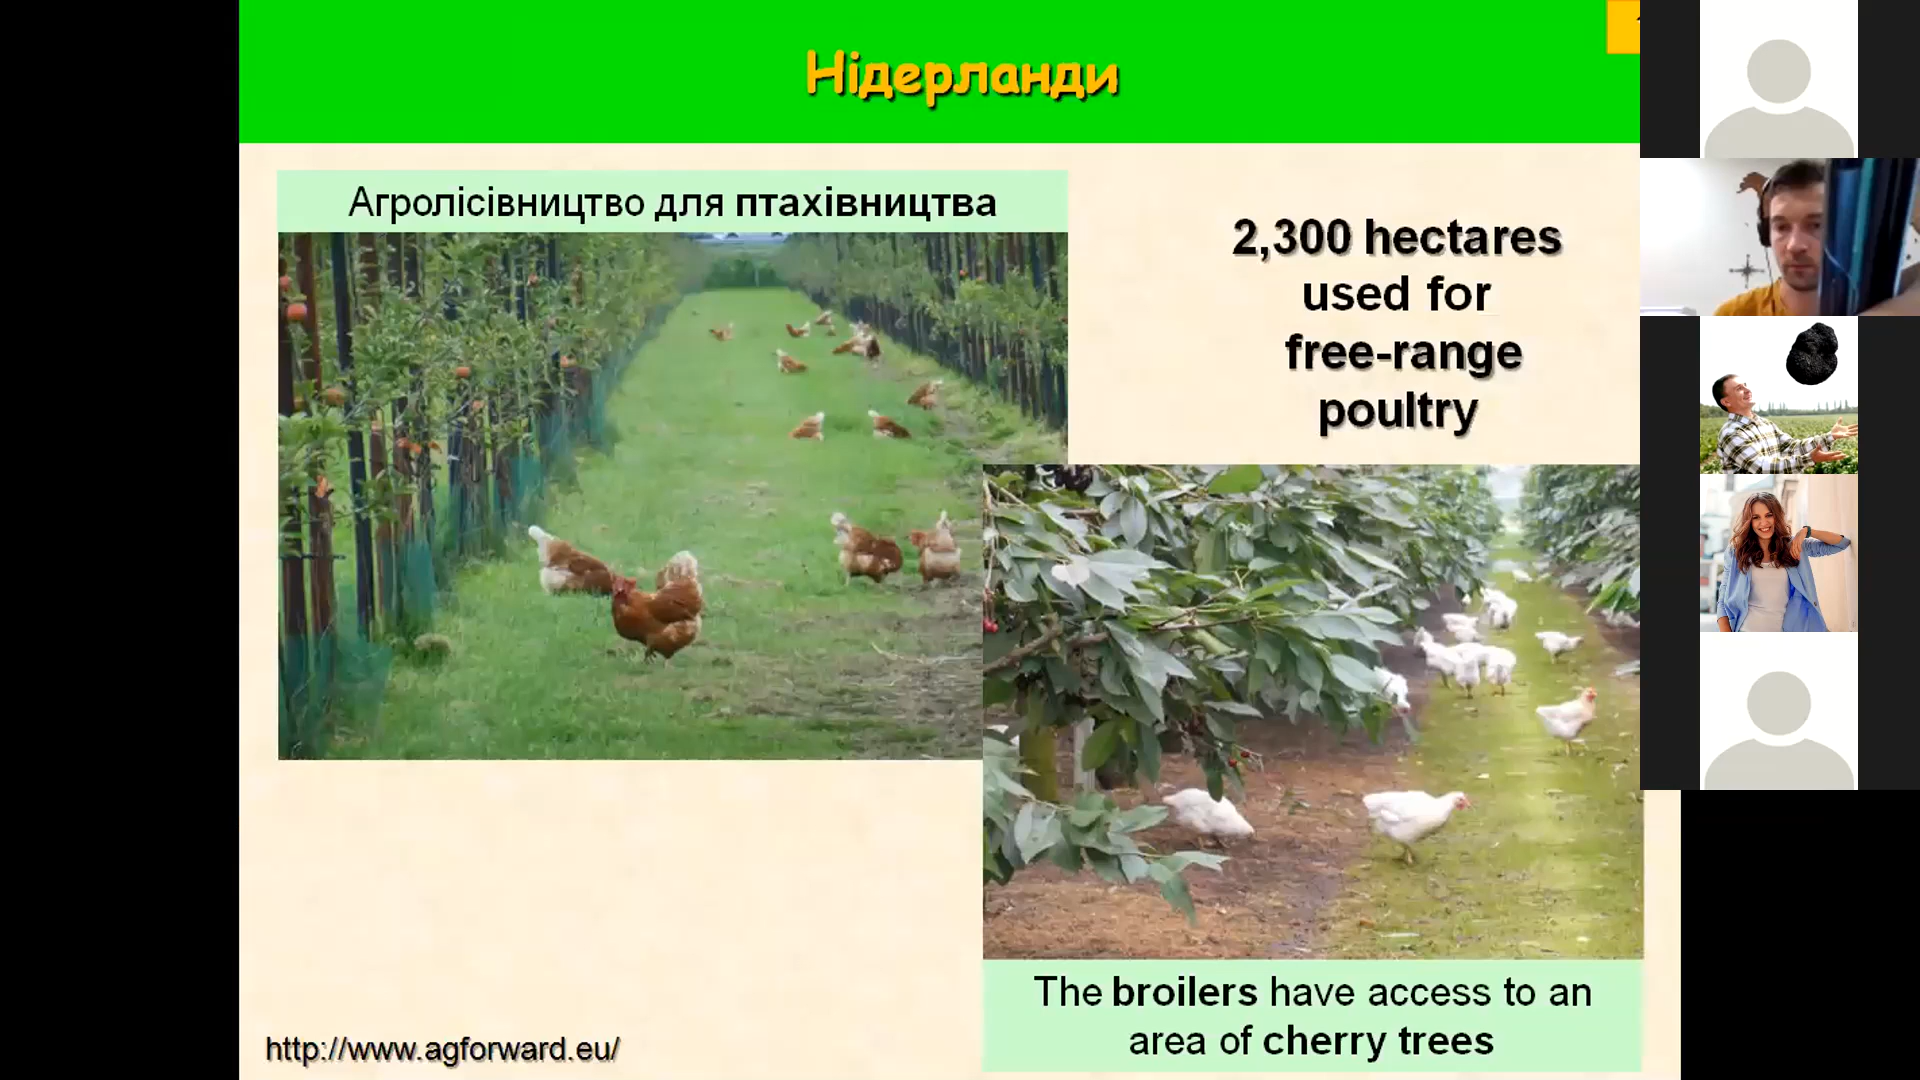 Нідерланди
Агролісівництво для птахівництва
2,300 hectares
used for
free-range
poultry
The broilers have access to an
area of cherry trees
http://www.agforward.eu/